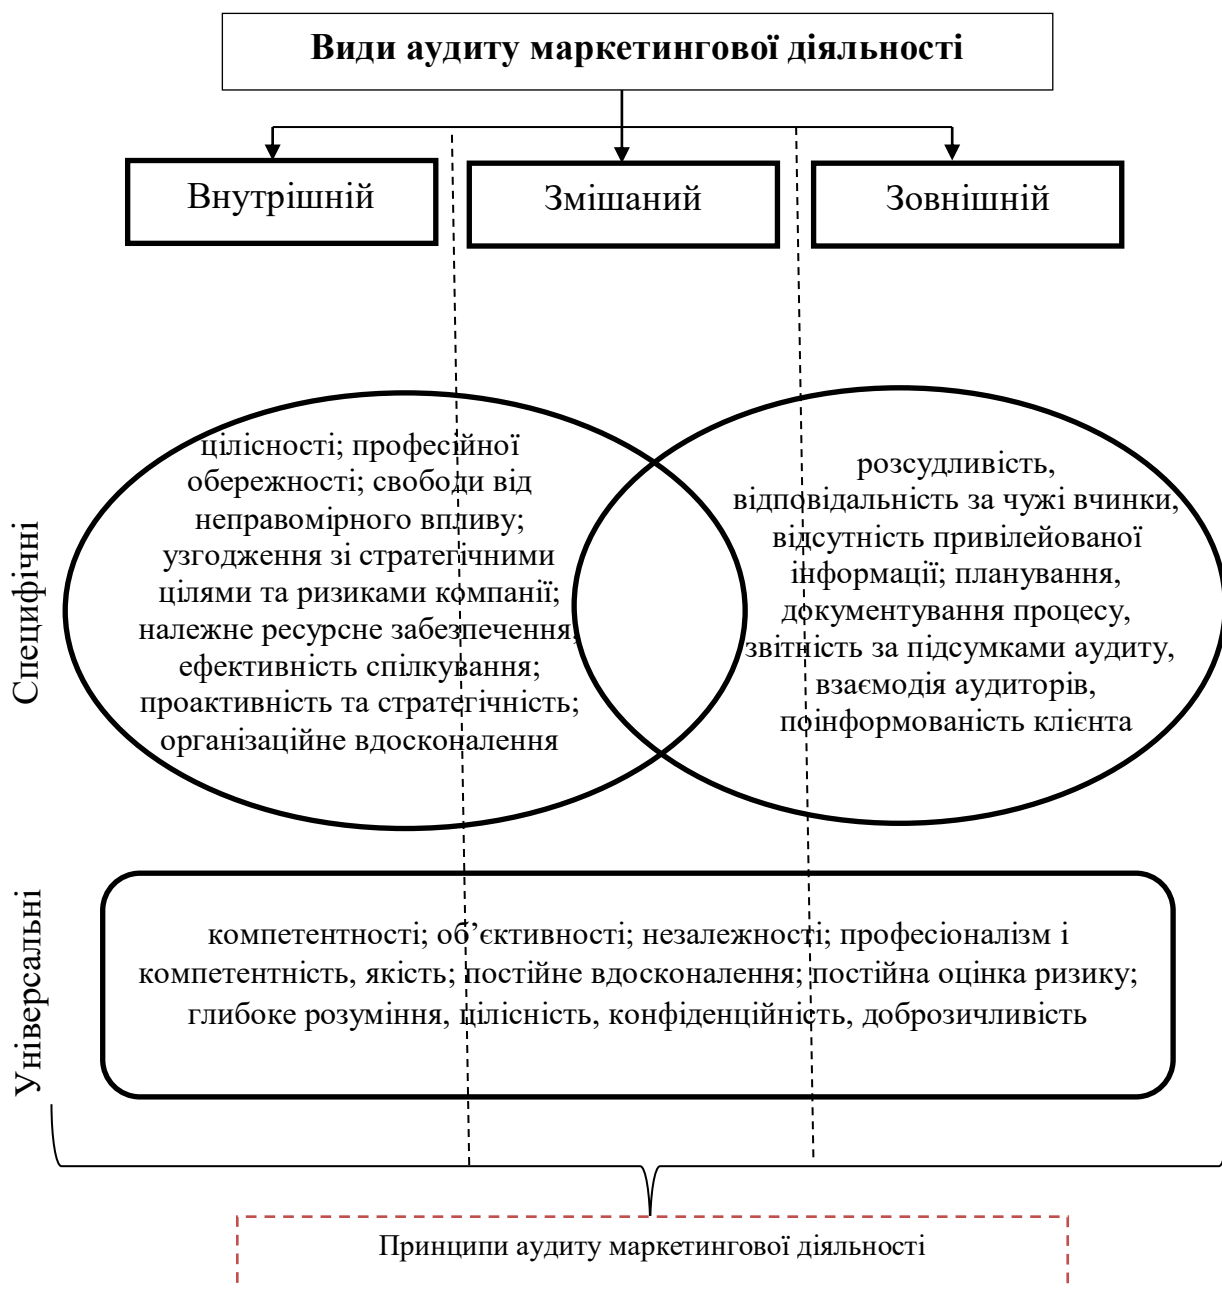 Види аудиту маркетингової діяльності
Внутрішній
Змішаний
Зовнішній
Специфічні
цілісності; професійної
обережності; свободи від
неправомірного впливу;
узгодження зі стратегічними
цілями та ризиками компанії;
належне ресурсне забезпечення;
ефективність спілкування;
проактивність та стратегічність;
організаційне вдосконалення
розсудливість,
відповідальність за чужі вчинки,
відсутність привілейованої
інформації; планування,
документування процесу,
звітність за підсумками аудиту,
взаємодія аудиторів,
поінформованість клієнта
Універсальні
компетентності; об’єктивності; незалежності; професіоналізм і
компетентність, якість; постійне вдосконалення; постійна оцінка ризику;
глибоке розуміння, цілісність, конфіденційність, доброзичливість
Принципи аудиту маркетингової діяльності